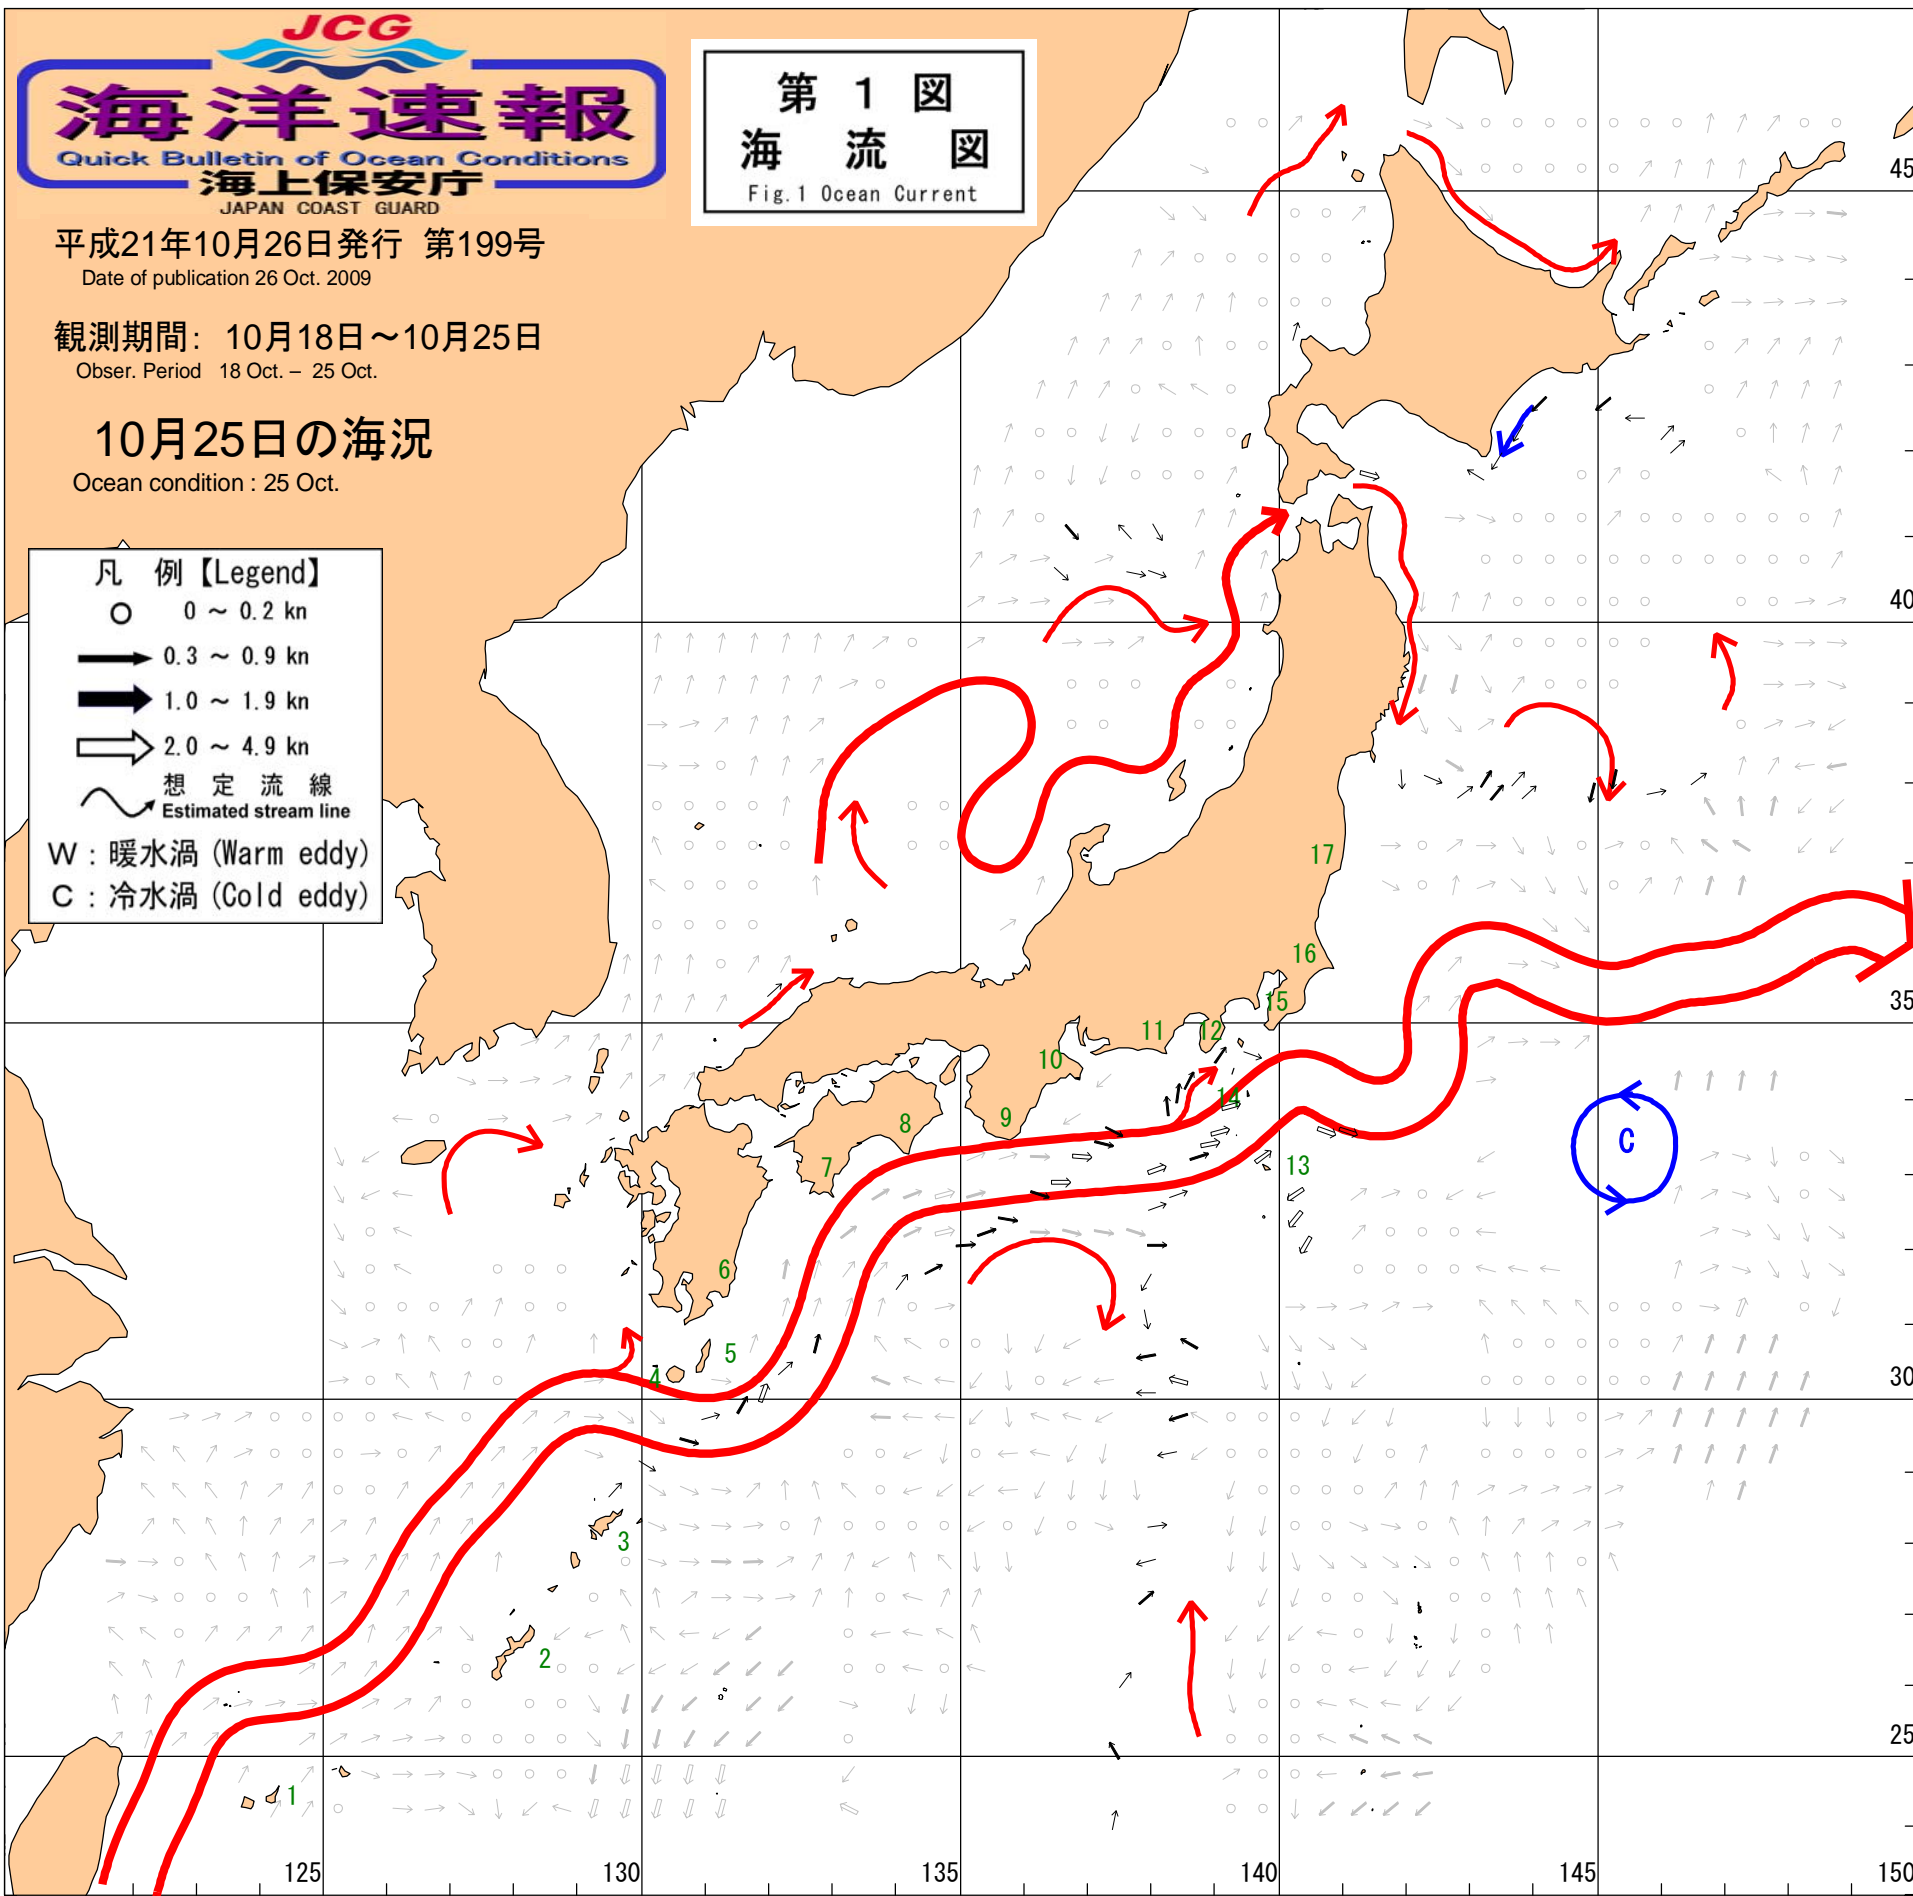 JCG
海洋速報
Quick Bulletin of Ocean Conditions
海上保安庁
JAPAN COAST GUARD
第 1 図
海 流 図
Fig.1 Ocean Current
平成21年10月26日発行 第199号
Date of publication 26 Oct. 2009
観測期間: 10月18日~10月25日
Obser. Period 18 Oct. – 25 Oct.
10月25日の海況
Ocean condition : 25 Oct.
凡 例【Legend】
0 ~ 0.2 kn
0.3 ~ 0.9 kn
1.0 ~ 1.9 kn
2.0 ~ 4.9 kn
想 定 流 線
Estimated stream line
W : 暖水渦 (Warm eddy)
C : 冷水渦 (Cold eddy)
45
40
17
16
15
35
12
11
10
14
9
8
C
13
7
6
5
4
30
3
2
25
1
125
130
135
140
145
150